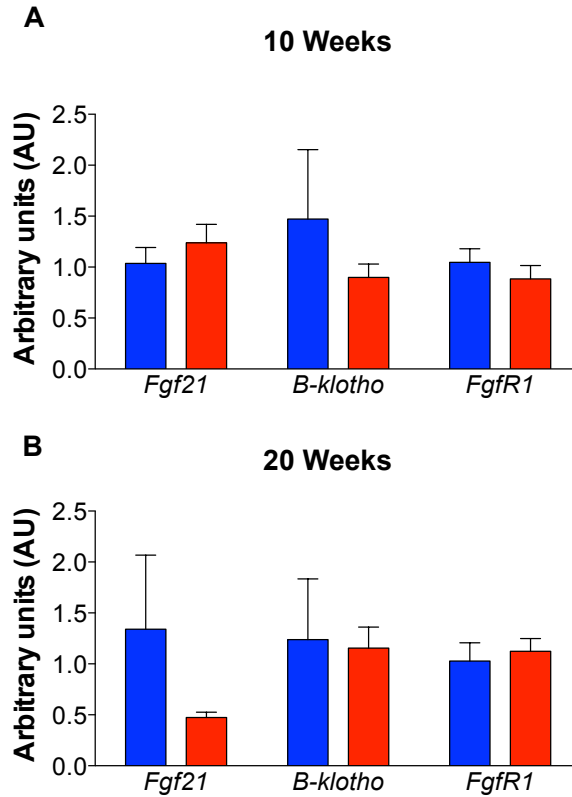 A
10 Weeks
Arbitrary units (AU)
2.5
2.0
1.5
1.0
0.5
0.0
Fgf21 B-klotho FgfR1
B
20 Weeks
Arbitrary units (AU)
2.5
2.0
1.5
1.0
0.5
0.0
Fgf21 B-klotho FgfR1